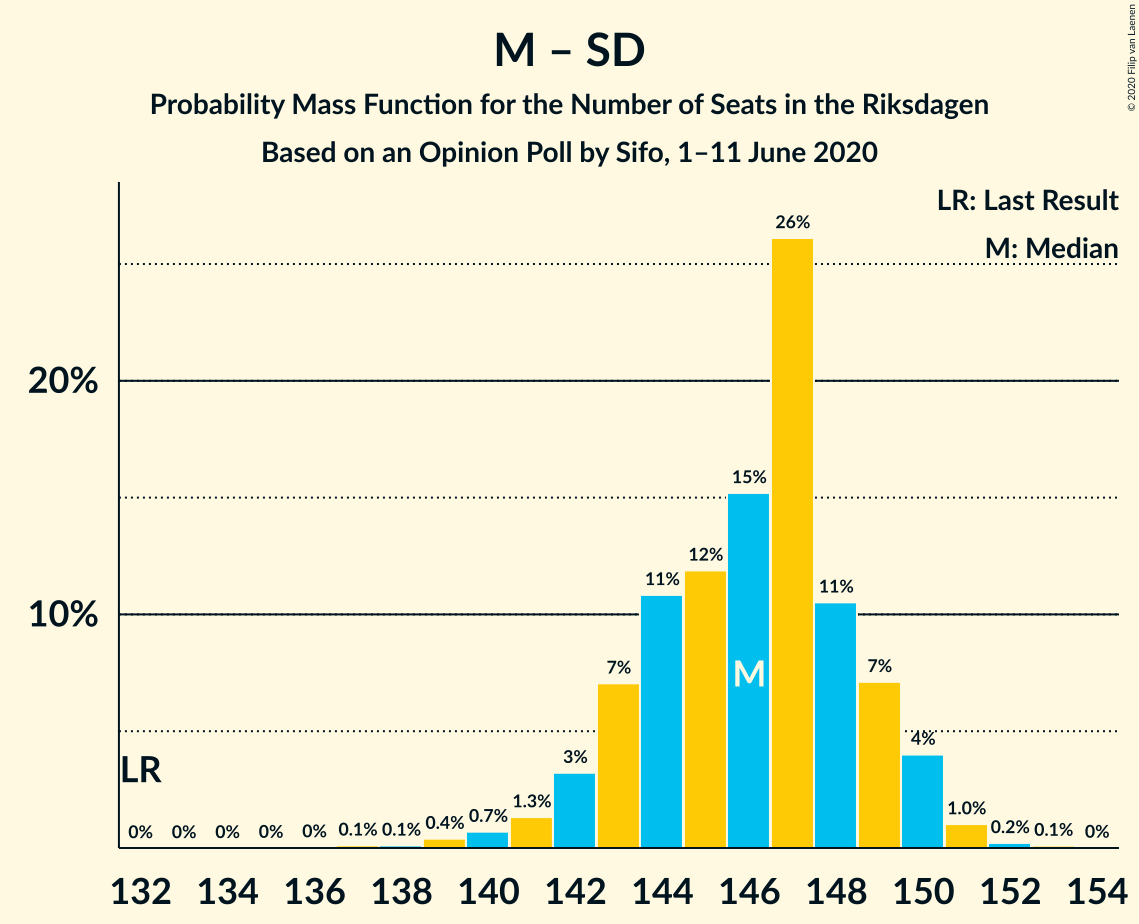 M – SD
Probability Mass Function for the Number of Seats in the Riksdagen
Based on an Opinion Poll by Sifo, 1–11 June 2020
© 2020 Filip van Laenen
LR: Last Result
M: Median
26%
20%
15%
12%
11%
11%
10%
7%
7%
M
4%
3%
LR
1.3%
1.0%
0% 0% 0% 0% 0% 0.1% 0.1% 0.4% 0.7% 0.2% 0.1% 0%
132 134 136 138 140 142 144 146 148 150 152 154